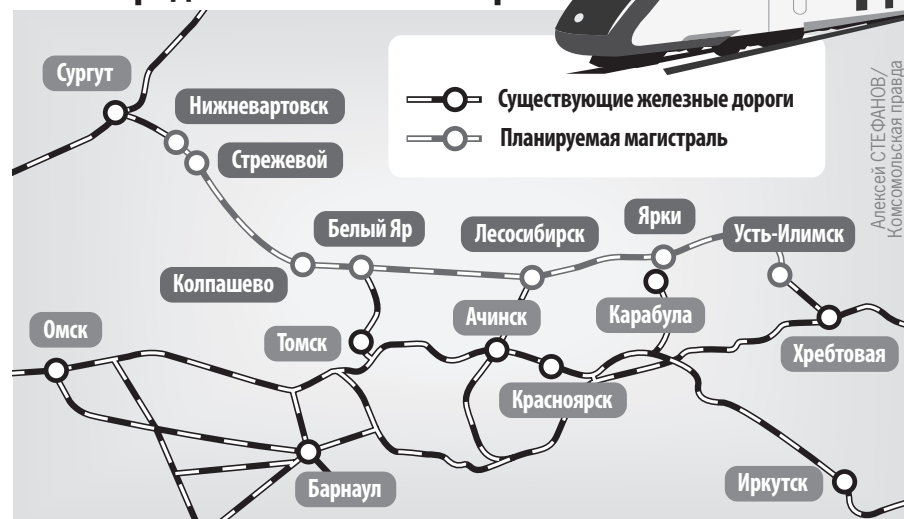 Сургут
Нижневартовск
Стрежевой
Существующие железные дороги
Планируемая магистраль
Алексей СТЕФАНОВ/
Комсомольская правда
Белый Яр
Лесосибирск
Ярки
Усть-Илимск
Колпашево
Омск
Томск
Ачинск
Карабула
Хребтовая
Красноярск
Барнаул
Иркутск